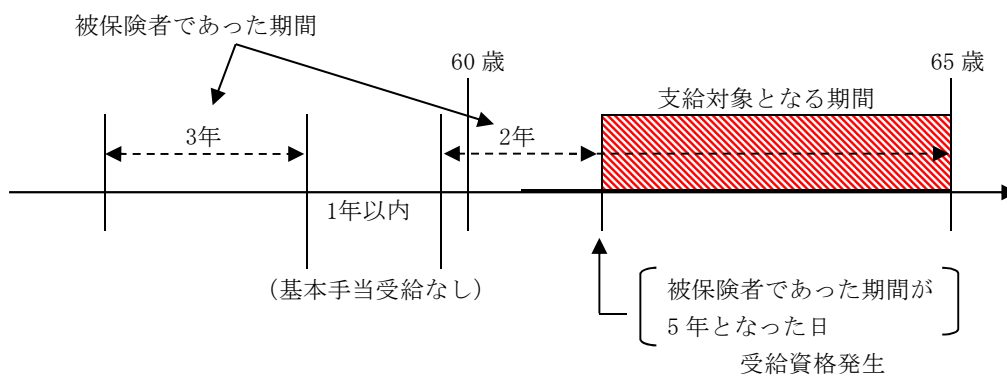 被保険者であった期間
60 歳
65 歳
支給対象となる期間
3年
2年
1年以内
（基本手当受給なし）
被保険者であった期間が
5 年となった日
受給資格発生